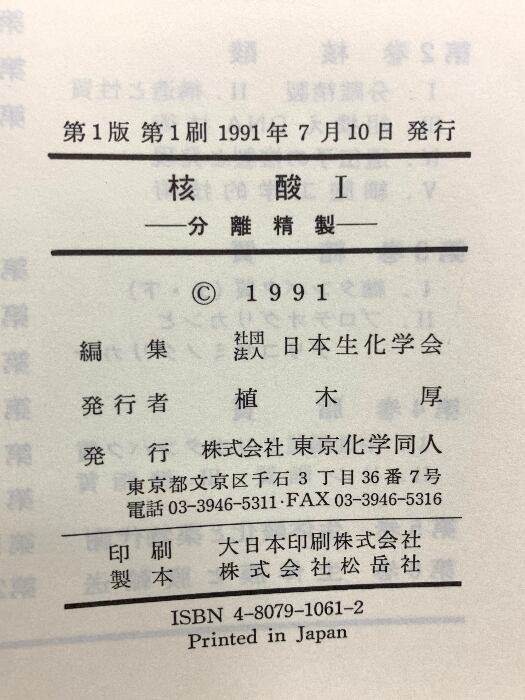 第1版 第1刷 1991年 7月10日 発行
核 酸 I
—分離精製—
© 1991
編集 社団法人 日本生化学会
発行者 植木厚
発行 株式会社 東京化学同人
東京都文京区千石 3 丁目36番 7号
電話 03-3946-5311・FAX 03-3946-5316
印刷 大日本印刷株式会社
製本 株式会社松岳社
ISBN 4-8079-1061-2
Printed in Japan